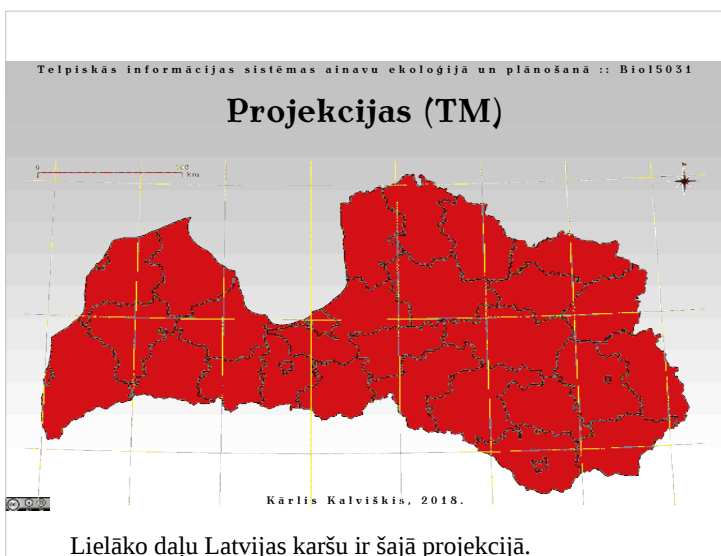 Telpiskās informācijas sistēmas ainavu ekoloģijā un plānošanā :: Biol5031
Projekcijas (TM)
0 100
km
Kārlis Kalviškis, 2018.
Lielāko daļu Latvijas karšu ir šajā projekcijā.